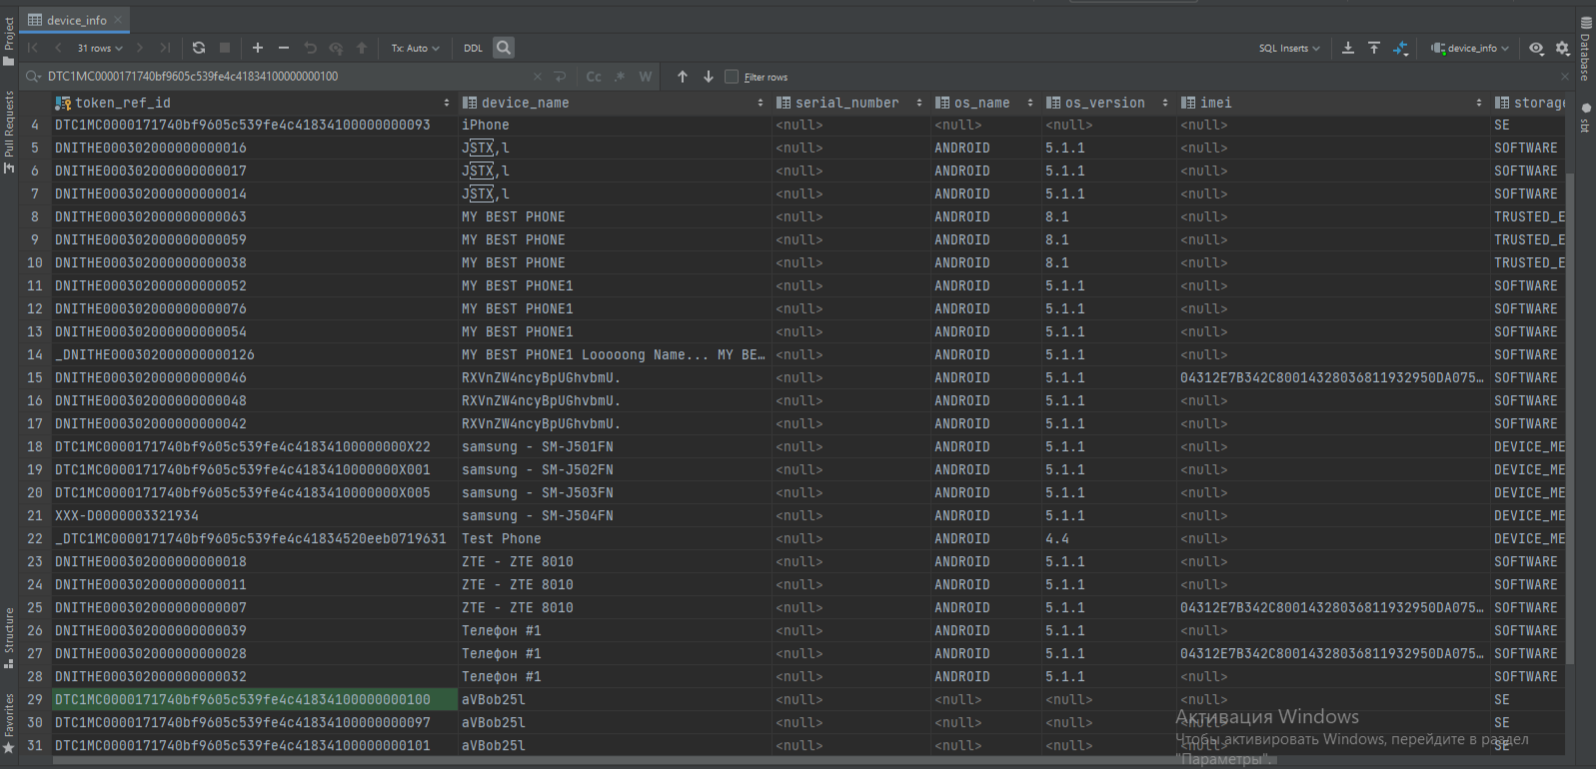 device_info
31 rows
Tx: Auto
DDL
SQL Inserts
device_info
DTC1MC0000171740bf9605c539fe4c41834100000000100
Cc
.*
W
Filter rows
token_ref_id device_name serial_number os_name os_version imei storage
4 DTC1MC0000171740bf9605c539fe4c41834100000000093 iPhone <null> <null> <null> <null> SE
5 DNITHE000302000000000016 JSTX,l <null> ANDROID 5.1.1 <null> SOFTWARE
6 DNITHE000302000000000017 JSTX,l <null> ANDROID 5.1.1 <null> SOFTWARE
7 DNITHE000302000000000014 JSTX,l <null> ANDROID 5.1.1 <null> SOFTWARE
8 DNITHE000302000000000063 MY BEST PHONE <null> ANDROID 8.1 <null> TRUSTED_E
9 DNITHE000302000000000059 MY BEST PHONE <null> ANDROID 8.1 <null> TRUSTED_E
10 DNITHE000302000000000038 MY BEST PHONE <null> ANDROID 8.1 <null> TRUSTED_E
11 DNITHE000302000000000052 MY BEST PHONE1 <null> ANDROID 5.1.1 <null> SOFTWARE
12 DNITHE000302000000000076 MY BEST PHONE1 <null> ANDROID 5.1.1 <null> SOFTWARE
13 DNITHE000302000000000054 MY BEST PHONE1 <null> ANDROID 5.1.1 <null> SOFTWARE
14 _DNITHE000302000000000126 MY BEST PHONE1 Looooong Name... MY BE… <null> ANDROID 5.1.1 <null> SOFTWARE
15 DNITHE000302000000000046 RXVnZW4ncyBpUGhvbmU. <null> ANDROID 5.1.1 04312E7B342C80014328036811932950DA075… SOFTWARE
16 DNITHE000302000000000048 RXVnZW4ncyBpUGhvbmU. <null> ANDROID 5.1.1 <null> SOFTWARE
17 DNITHE000302000000000042 RXVnZW4ncyBpUGhvbmU. <null> ANDROID 5.1.1 <null> SOFTWARE
18 DTC1MC0000171740bf9605c539fe4c41834100000000X22 samsung - SM-J501FN <null> ANDROID 5.1.1 <null> DEVICE_ME
19 DTC1MC0000171740bf9605c539fe4c4183410000000X001 samsung - SM-J502FN <null> ANDROID 5.1.1 <null> DEVICE_ME
20 DTC1MC0000171740bf9605c539fe4c4183410000000X005 samsung - SM-J503FN <null> ANDROID 5.1.1 <null> DEVICE_ME
21 XXX-D0000003321934 samsung - SM-J504FN <null> ANDROID 5.1.1 <null> DEVICE_ME
22 _DTC1MC0000171740bf9605c539fe4c41834520eeb0719631 Test Phone <null> ANDROID 4.4 <null> DEVICE_ME
23 DNITHE000302000000000018 ZTE - ZTE 8010 <null> ANDROID 5.1.1 <null> SOFTWARE
24 DNITHE000302000000000011 ZTE - ZTE 8010 <null> ANDROID 5.1.1 <null> SOFTWARE
25 DNITHE000302000000000007 ZTE - ZTE 8010 <null> ANDROID 5.1.1 04312E7B342C80014328036811932950DA075… SOFTWARE
26 DNITHE000302000000000039 Телефон #1 <null> ANDROID 5.1.1 <null> SOFTWARE
27 DNITHE000302000000000028 Телефон #1 <null> ANDROID 5.1.1 04312E7B342C80014328036811932950DA075… SOFTWARE
28 DNITHE000302000000000032 Телефон #1 <null> ANDROID 5.1.1 <null> SOFTWARE
29 DTC1MC0000171740bf9605c539fe4c41834100000000100 aVBob25l <null> <null> <null> <null> SE
30 DTC1MC0000171740bf9605c539fe4c41834100000000097 aVBob25l <null> <null> <null> <null> SE
31 DTC1MC0000171740bf9605c539fe4c41834100000000101 aVBob25l <null> <null> <null> <null> SE
Активация Windows
Чтобы активировать Windows, перейдите в раздел
"Параметры".
Project
Pull Requests
Structure
Favorites
Database
sbt